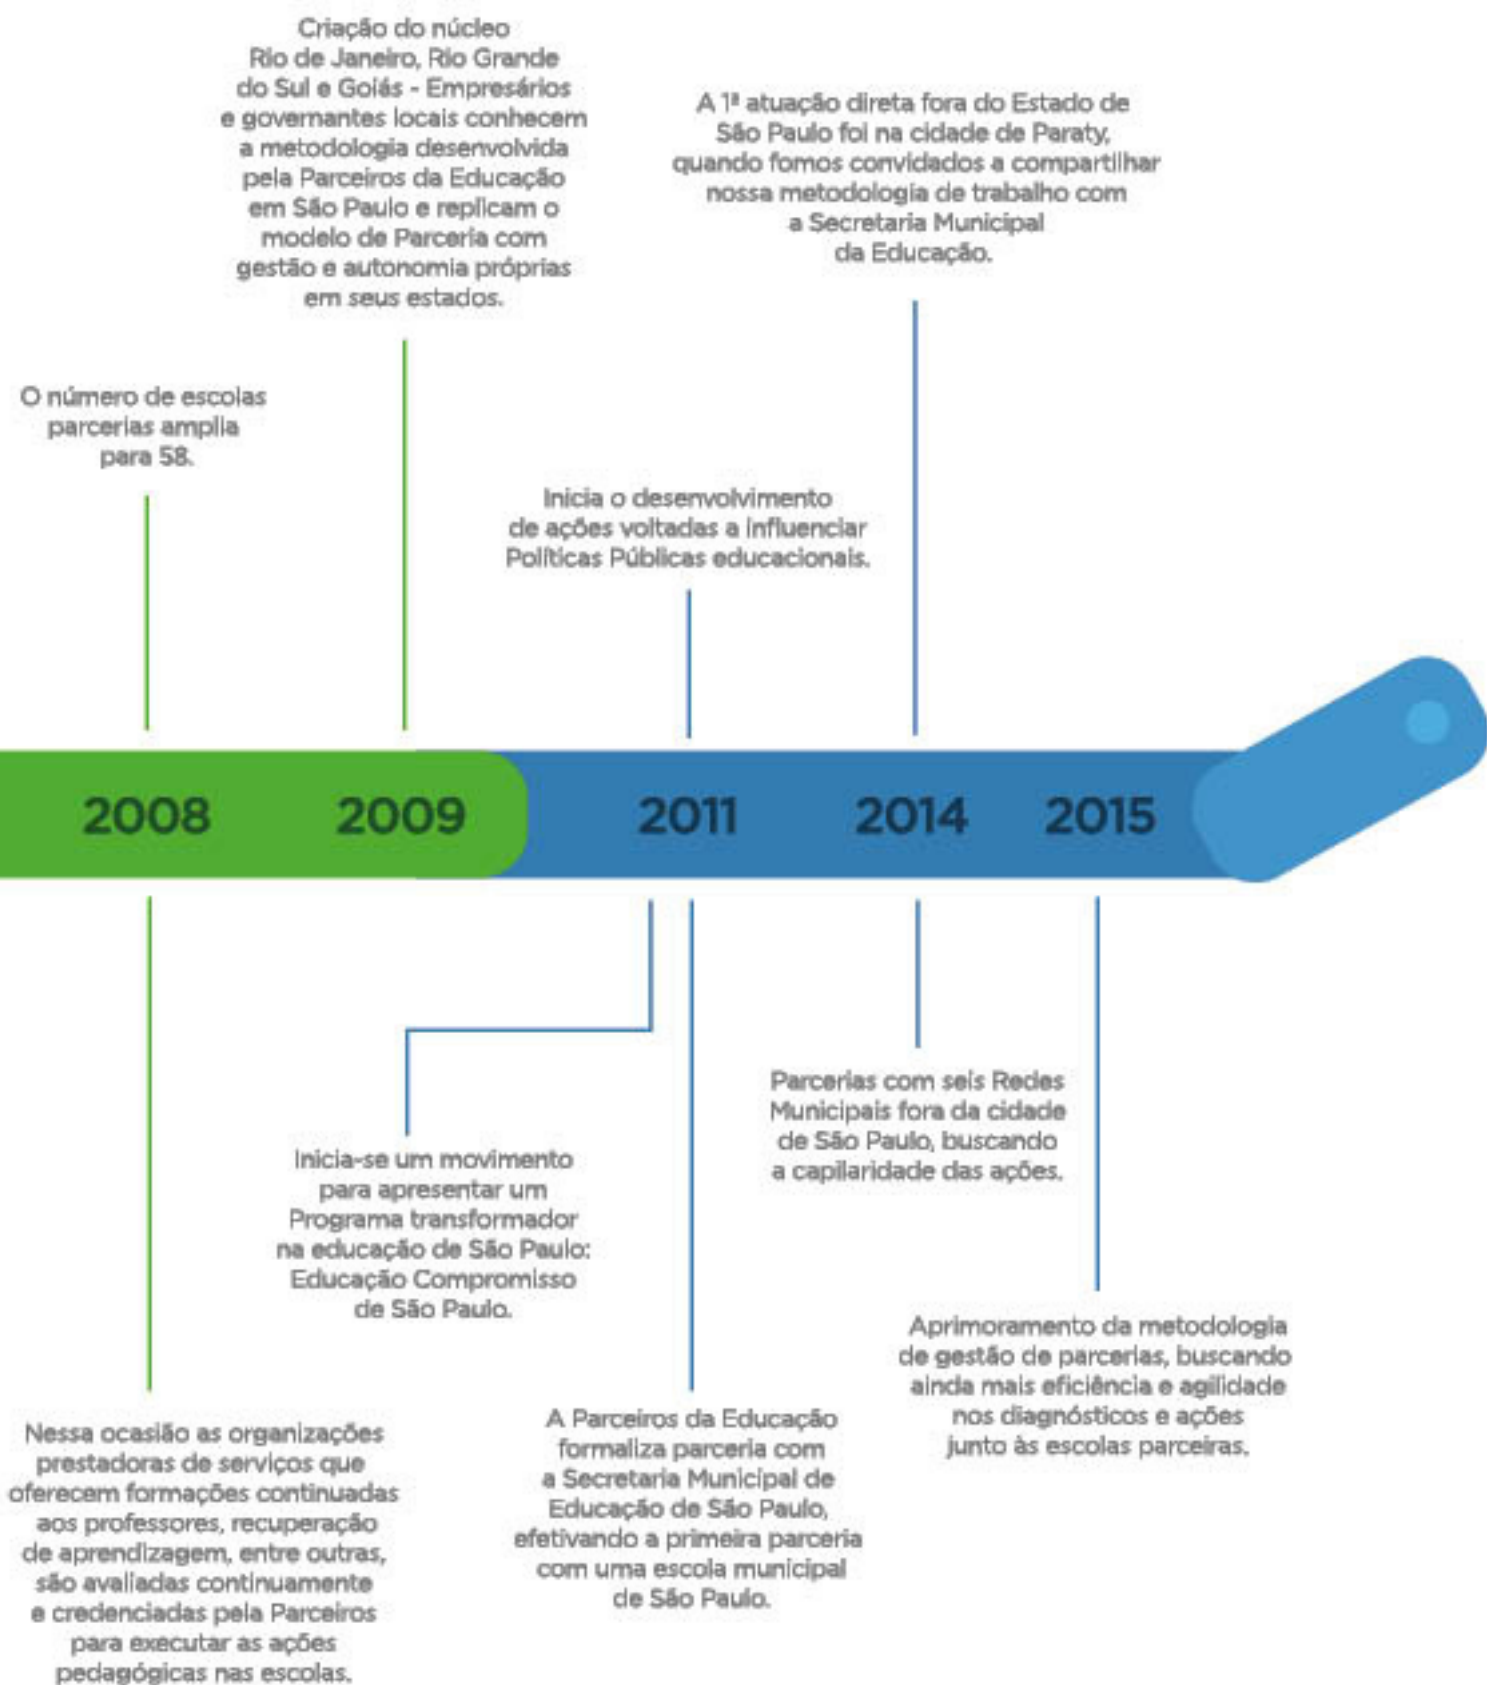 Criação do núcleo
Rio de Janeiro, Rio Grande
do Sul e Goiás - Empresários
e governantes locais conhecem
a metodologia desenvolvida
pela Parceiros da Educação
em São Paulo e replicam o
modelo de Parceria com
gestão e autonomia próprias
em seus estados.
A 1ª atuação direta fora do Estado de
São Paulo foi na cidade de Paraty,
quando fomos convidados a compartilhar
nossa metodologia de trabalho com
a Secretaria Municipal
da Educação.
O número de escolas
parcerias amplia
para 58.
Inicia o desenvolvimento
de ações voltadas a influenciar
Políticas Públicas educacionais.
2008
2009
2011
2014
2015
Inicia-se um movimento
para apresentar um
Programa transformador
na educação de São Paulo:
Educação Compromisso
de São Paulo.
Parcerias com seis Redes
Municipais fora da cidade
de São Paulo, buscando
a capilaridade das ações.
Aprimoramento da metodologia
de gestão de parcerias, buscando
ainda mais eficiência e agilidade
nos diagnósticos e ações
junto às escolas parceiras.
Nessa ocasião as organizações
prestadoras de serviços que
oferecem formações continuadas
aos professores, recuperação
de aprendizagem, entre outras,
são avaliadas continuamente
e credenciadas pela Parceiros
para executar as ações
pedagógicas nas escolas.
A Parceiros da Educação
formaliza parceria com
a Secretaria Municipal de
Educação de São Paulo,
efetivando a primeira parceria
com uma escola municipal
de São Paulo.